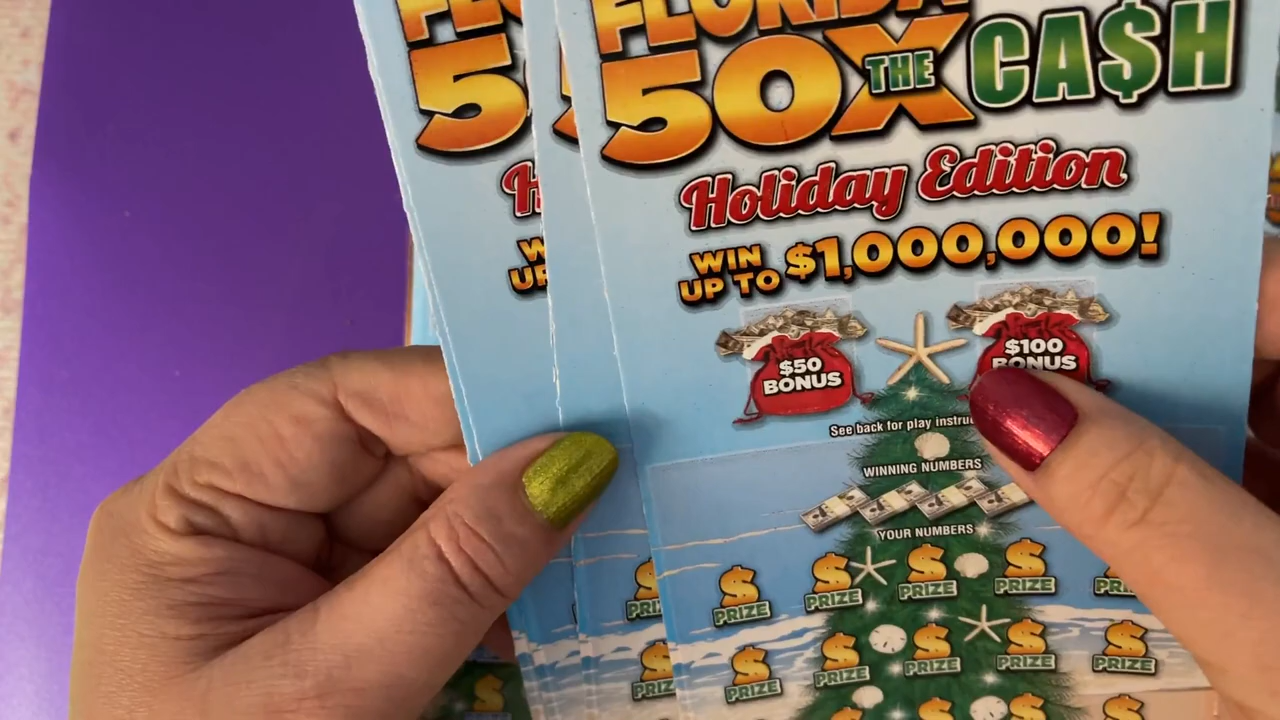 FLORIDA
50X THE CA$H
Holiday Edition
WIN UP TO $1,000,000!
$50 BONUS
$100 BONUS
See back for play
WINNING NUMBERS
YOUR NUMBERS
PRIZE PRIZE PRIZE PRIZE
PRIZE PRIZE PRIZE PRIZE PRIZE